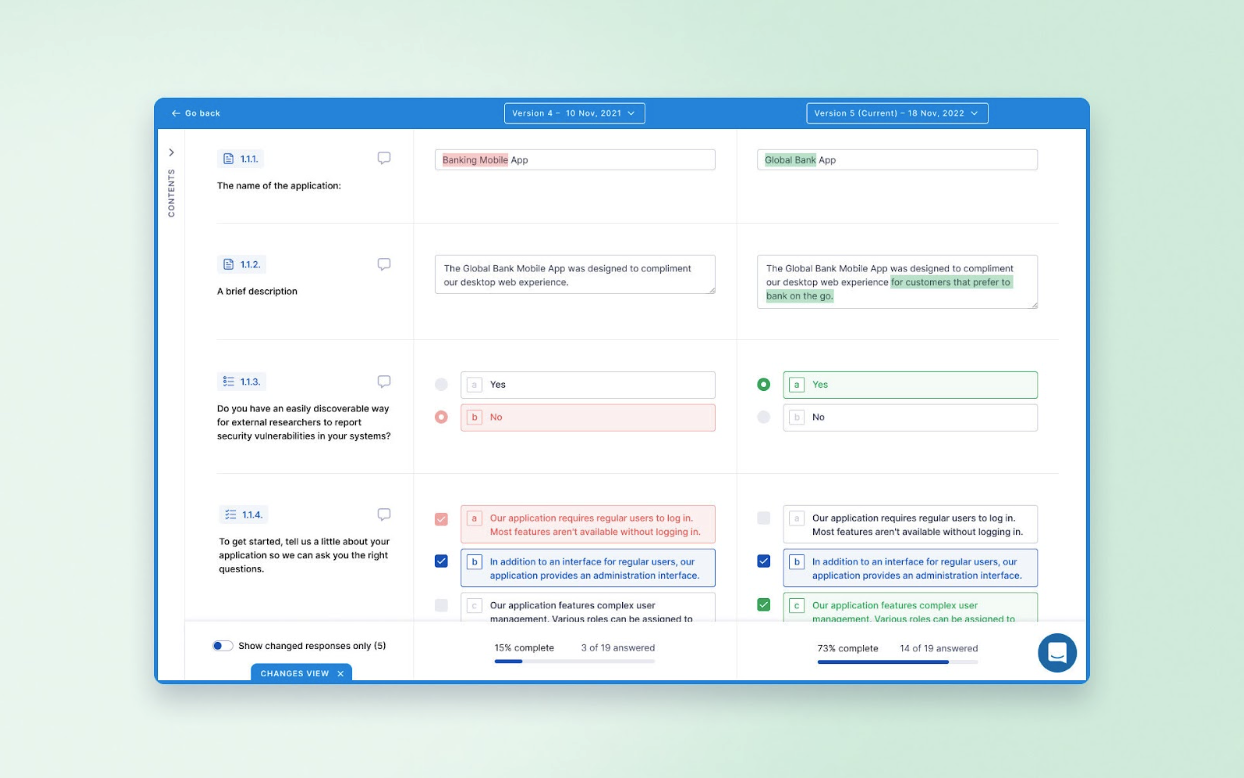 Go back
Version 4 – 10 Nov, 2021
Version 5 (Current) – 18 Nov, 2022
CONTENTS
1.1.1.
The name of the application:
Banking Mobile App
Global Bank App
1.1.2.
A brief description
The Global Bank Mobile App was designed to compliment
our desktop web experience.
The Global Bank Mobile App was designed to compliment
our desktop web experience for customers that prefer to
bank on the go.
1.1.3.
Do you have an easily discoverable way
for external researchers to report
security vulnerabilities in your systems?
a Yes
b No
a Yes
b No
1.1.4.
To get started, tell us a little about your
application so we can ask you the right
questions.
a Our application requires regular users to log in.
Most features aren't available without logging in.
b In addition to an interface for regular users, our
application provides an administration interface.
c Our application features complex user
management. Various roles can be assigned to
a Our application requires regular users to log in.
Most features aren't available without logging in.
b In addition to an interface for regular users, our
application provides an administration interface.
c Our application features complex user
management. Various roles can be assigned to
Show changed responses only (5)
CHANGES VIEW
15% complete 3 of 19 answered
73% complete 14 of 19 answered